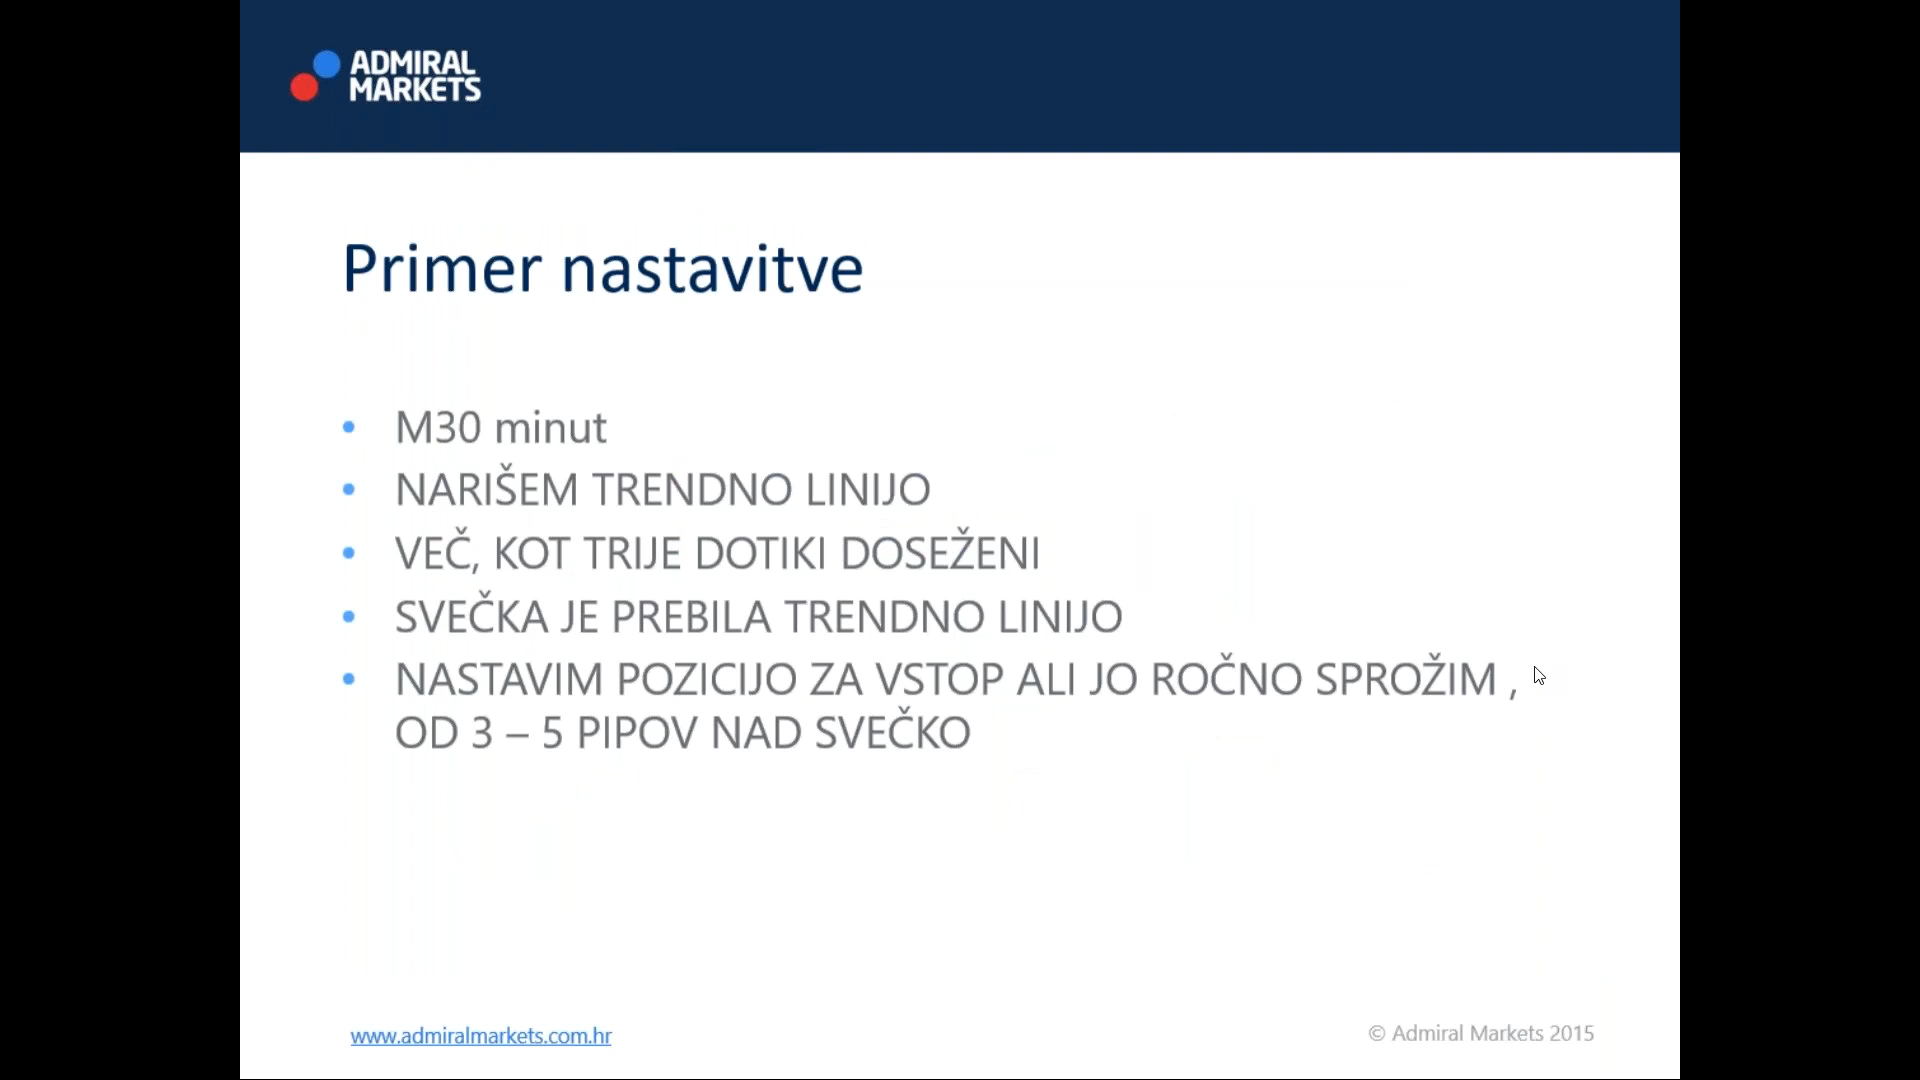 ADMIRAL
MARKETS
Primer nastavitve
• M30 minut
• NARIŠEM TRENDNO LINIJO
• VEČ, KOT TRIJE DOTIKI DOSEŽENI
• SVEČKA JE PREBILA TRENDNO LINIJO
• NASTAVIM POZICIJO ZA VSTOP ALI JO ROČNO SPROŽIM ,
OD 3 – 5 PIPOV NAD SVEČKO
www.admiralmarkets.com.hr
© Admiral Markets 2015